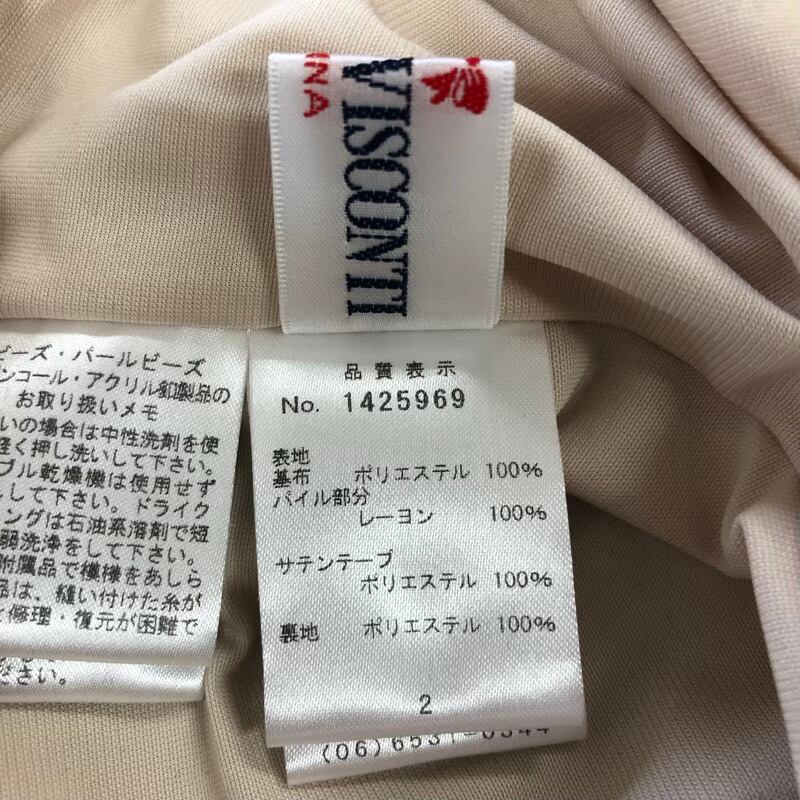 VISCONTI
INA
ビーズ・パールビーズ
ンコール・アクリル釦製品の
お取り扱いメモ
いの場合は中性洗剤を使
軽く押し洗いして下さい。
ブル乾燥機は使用せず
して下さい。ドライク
ングは石油系溶剤で短
弱洗浄をして下さい。
附属品で模様をあしら
品は、縫い付けた糸が
修理・復元が困難で
ださい。
品質表示
No. 1425969
表地
基布 ポリエステル 100%
パイル部分
レーヨン 100%
サテンテープ
ポリエステル 100%
裏地 ポリエステル 100%
2
(06)6531-0344